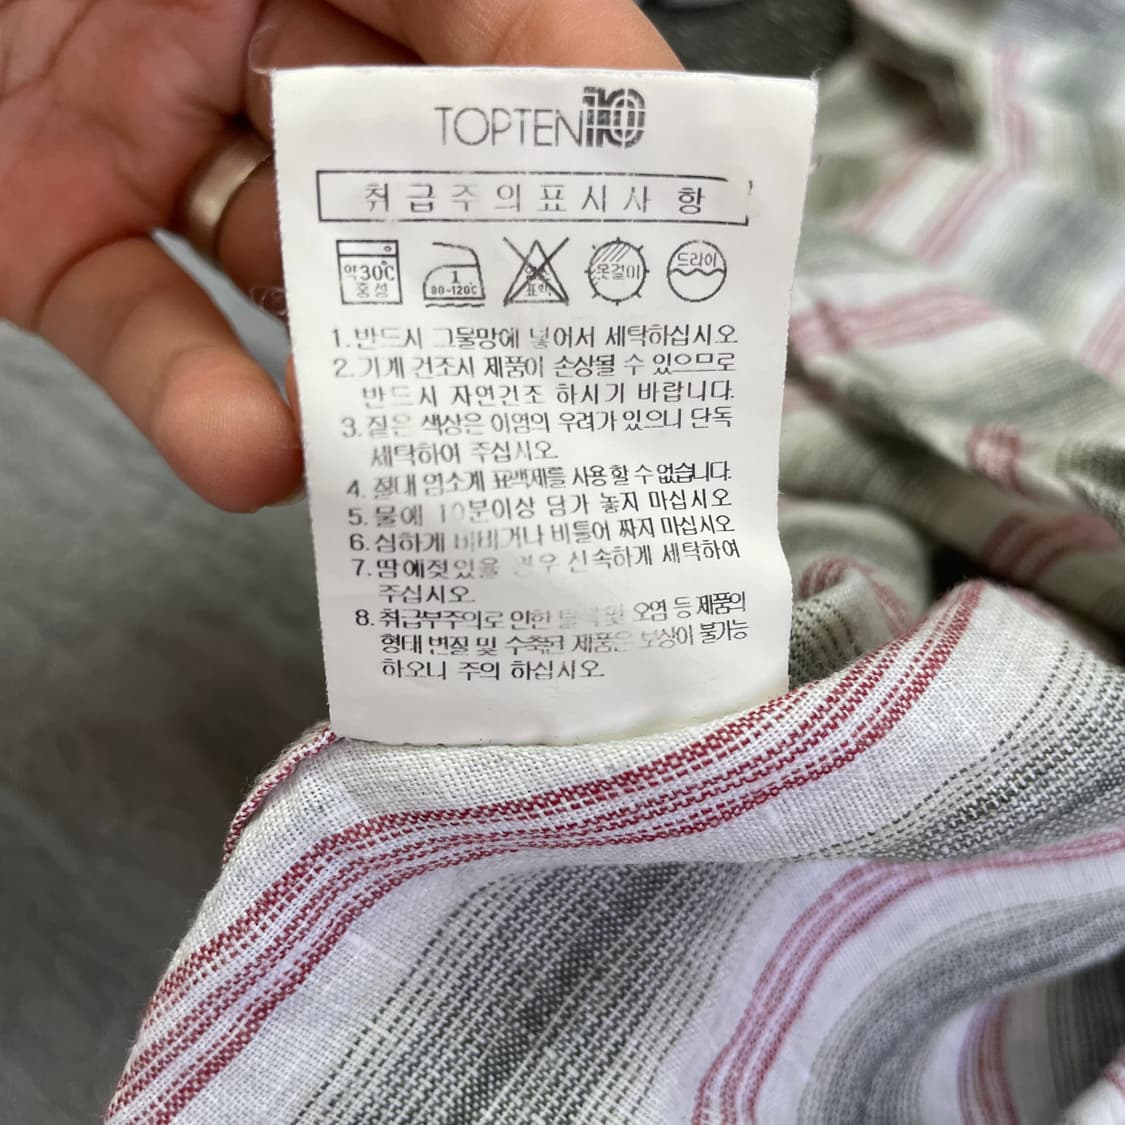 TOPTEN10
취급주의표시사항
약30℃
중성
1
80~120℃
표백
옷걸이
드라이
1. 반드시 그물망에 넣어서 세탁하십시오
2. 기계 건조시 제품이 손상될 수 있으므로
반드시 자연건조 하시기 바랍니다.
3. 짙은 색상은 이염의 우려가 있으니 단독
세탁하여 주십시오.
4. 절대 염소계 표백제를 사용할 수 없습니다.
5. 물에 10분이상 담가 놓지 마십시오
6. 심하게 비비거나 비틀어 짜지 마십시오
7. 땀에젖었을 경우 신속하게 세탁하여
주십시오.
8. 취급부주의로 인한 탈색및 오염 등 제품의
형태 변질 및 수축된 제품은 보상이 불가능
하오니 주의 하십시오.